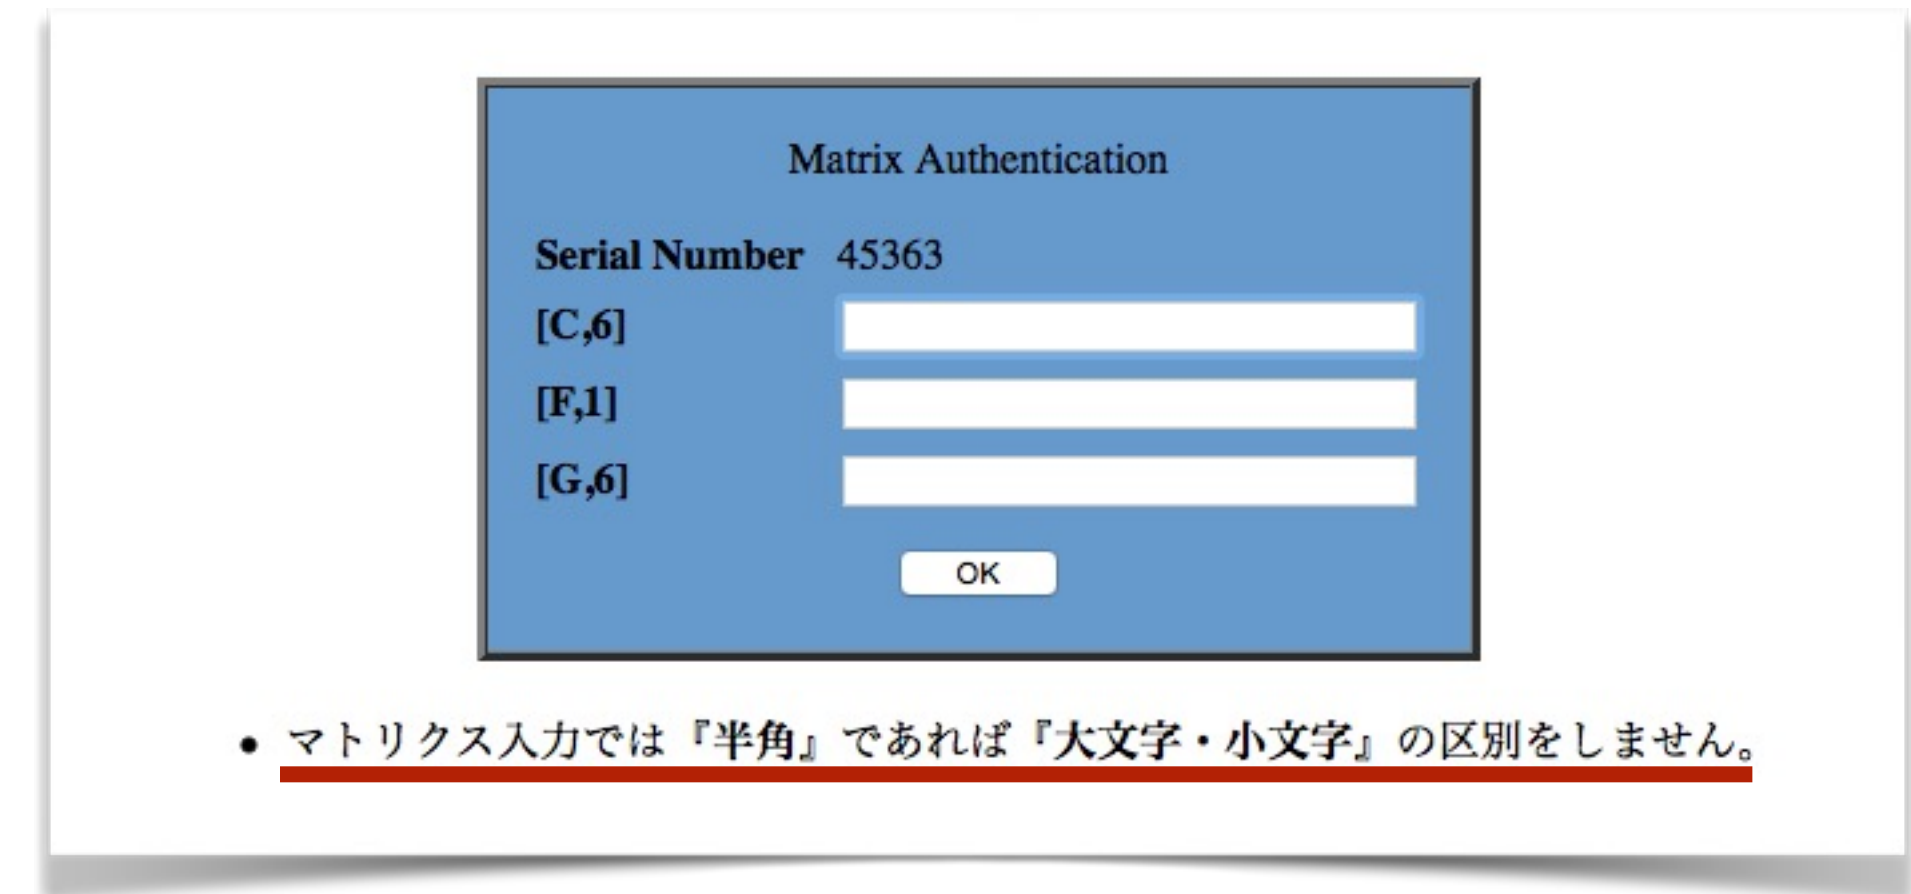 Matrix Authentication
Serial Number 45363
[C,6]
[F,1]
[G,6]
OK
• マトリクス入力では『半角』であれば『大文字・小文字』の区別をしません。